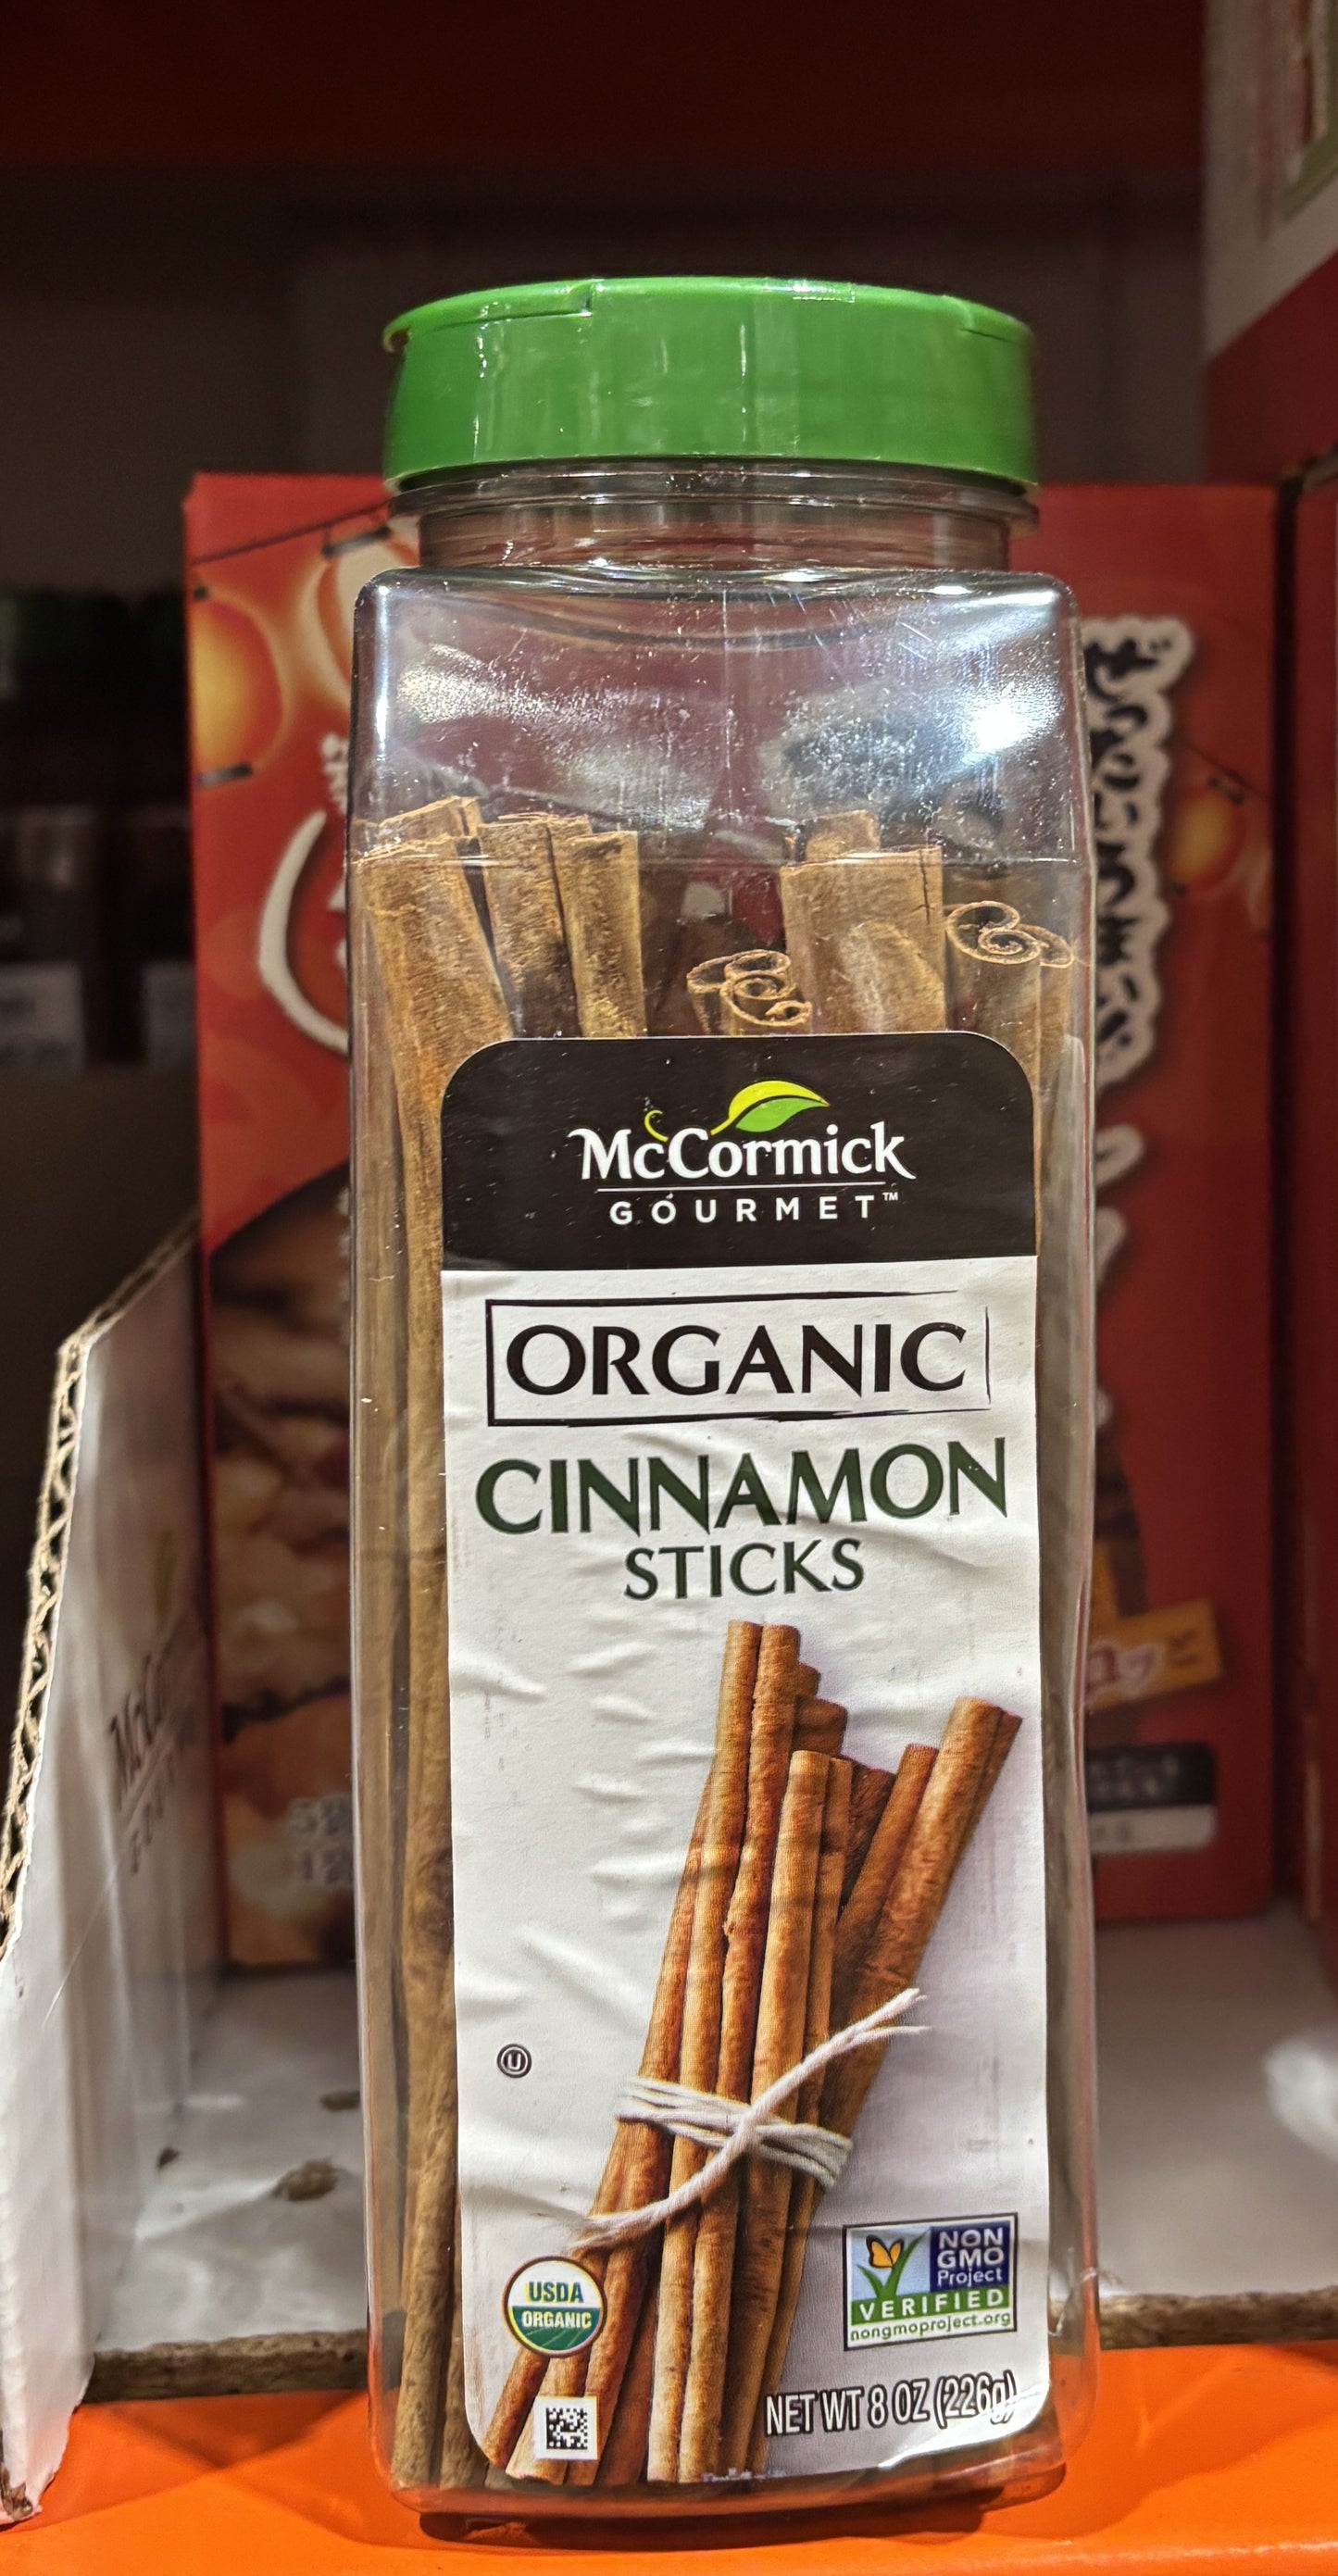 McCormick
GOURMET™
ORGANIC
CINNAMON
STICKS
U
USDA
ORGANIC
NON
GMO
Project
VERIFIED
nongmoproject.org
NET WT 8 OZ (226g)